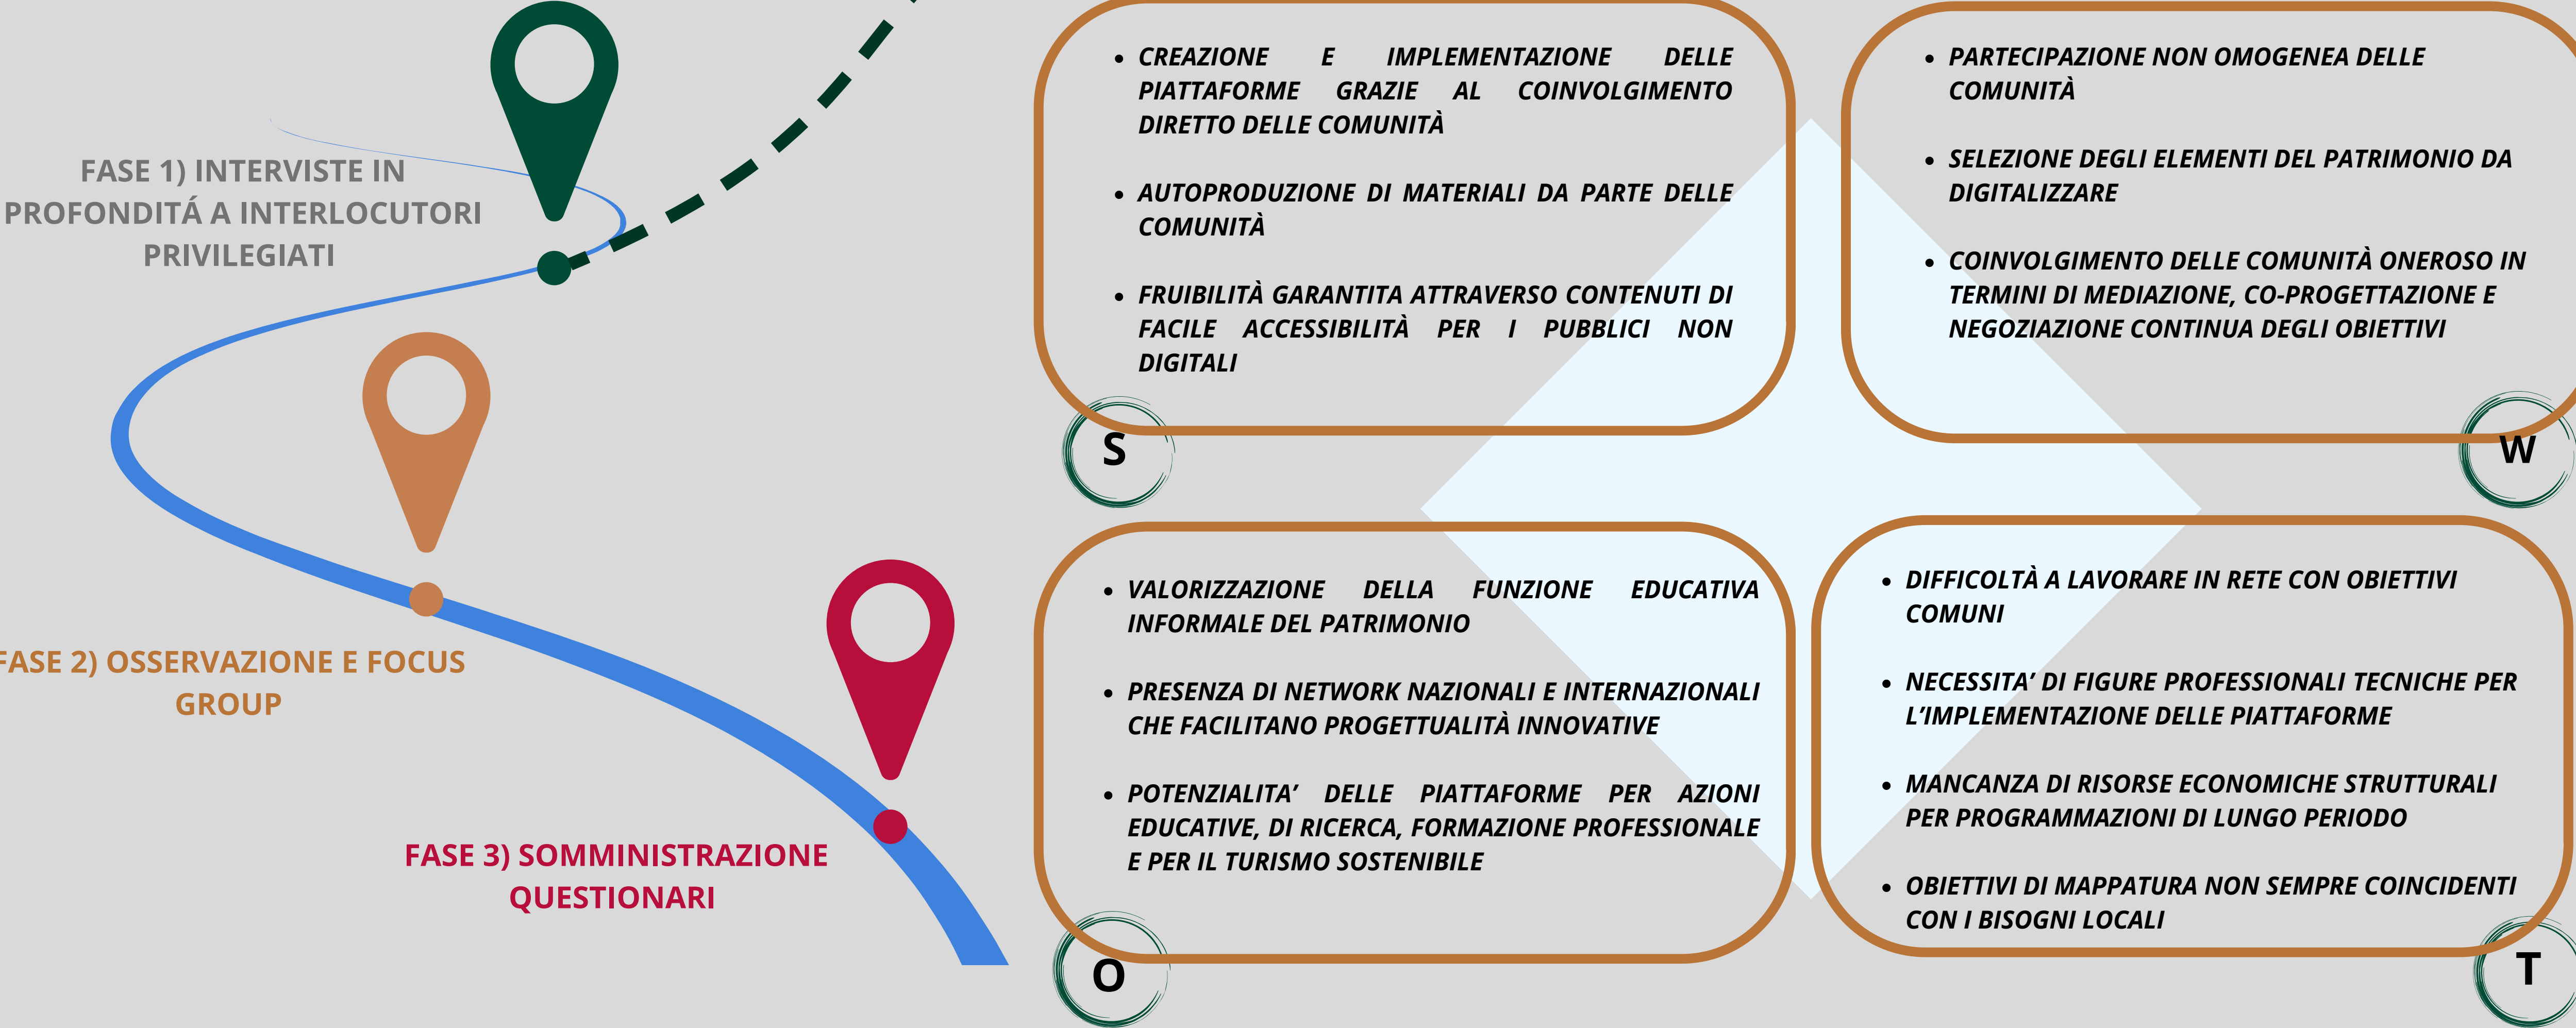 FASE 1) INTERVISTE IN
PROFONDITÁ A INTERLOCUTORI
PRIVILEGIATI
FASE 2) OSSERVAZIONE E FOCUS
GROUP
FASE 3) SOMMINISTRAZIONE
QUESTIONARI
• CREAZIONE E IMPLEMENTAZIONE DELLE
PIATTAFORME GRAZIE AL COINVOLGIMENTO
DIRETTO DELLE COMUNITÀ
• AUTOPRODUZIONE DI MATERIALI DA PARTE DELLE
COMUNITÀ
• FRUIBILITÀ GARANTITA ATTRAVERSO CONTENUTI DI
FACILE ACCESSIBILITÀ PER I PUBBLICI NON
DIGITALI
S
• PARTECIPAZIONE NON OMOGENEA DELLE
COMUNITÀ
• SELEZIONE DEGLI ELEMENTI DEL PATRIMONIO DA
DIGITALIZZARE
• COINVOLGIMENTO DELLE COMUNITÀ ONEROSO IN
TERMINI DI MEDIAZIONE, CO-PROGETTAZIONE E
NEGOZIAZIONE CONTINUA DEGLI OBIETTIVI
W
• VALORIZZAZIONE DELLA FUNZIONE EDUCATIVA
INFORMALE DEL PATRIMONIO
• PRESENZA DI NETWORK NAZIONALI E INTERNAZIONALI
CHE FACILITANO PROGETTUALITÀ INNOVATIVE
• POTENZIALITA’ DELLE PIATTAFORME PER AZIONI
EDUCATIVE, DI RICERCA, FORMAZIONE PROFESSIONALE
E PER IL TURISMO SOSTENIBILE
O
• DIFFICOLTÀ A LAVORARE IN RETE CON OBIETTIVI
COMUNI
• NECESSITA’ DI FIGURE PROFESSIONALI TECNICHE PER
L’IMPLEMENTAZIONE DELLE PIATTAFORME
• MANCANZA DI RISORSE ECONOMICHE STRUTTURALI
PER PROGRAMMAZIONI DI LUNGO PERIODO
• OBIETTIVI DI MAPPATURA NON SEMPRE COINCIDENTI
CON I BISOGNI LOCALI
T